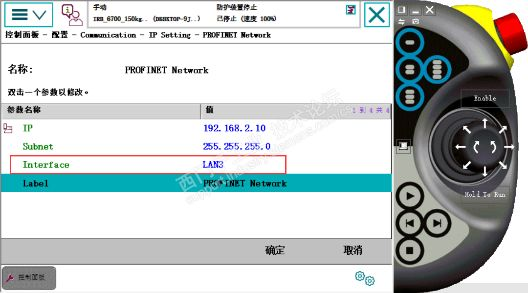 手动
防护装置停止
IRB_6700_150kg.. (DESKTOP-9J..)
已停止 (速度 100%)
控制面板 - 配置 - Communication - IP Setting - PROFINET Network
名称:
PROFINET Network
双击一个参数以修改。
参数名称
值
1 到 4 共 4
IP
192.168.2.10
Subnet
255.255.255.0
Interface
LAN3
Label
PROFINET Network
确定
取消
控制面板
Enable
Hold To Run